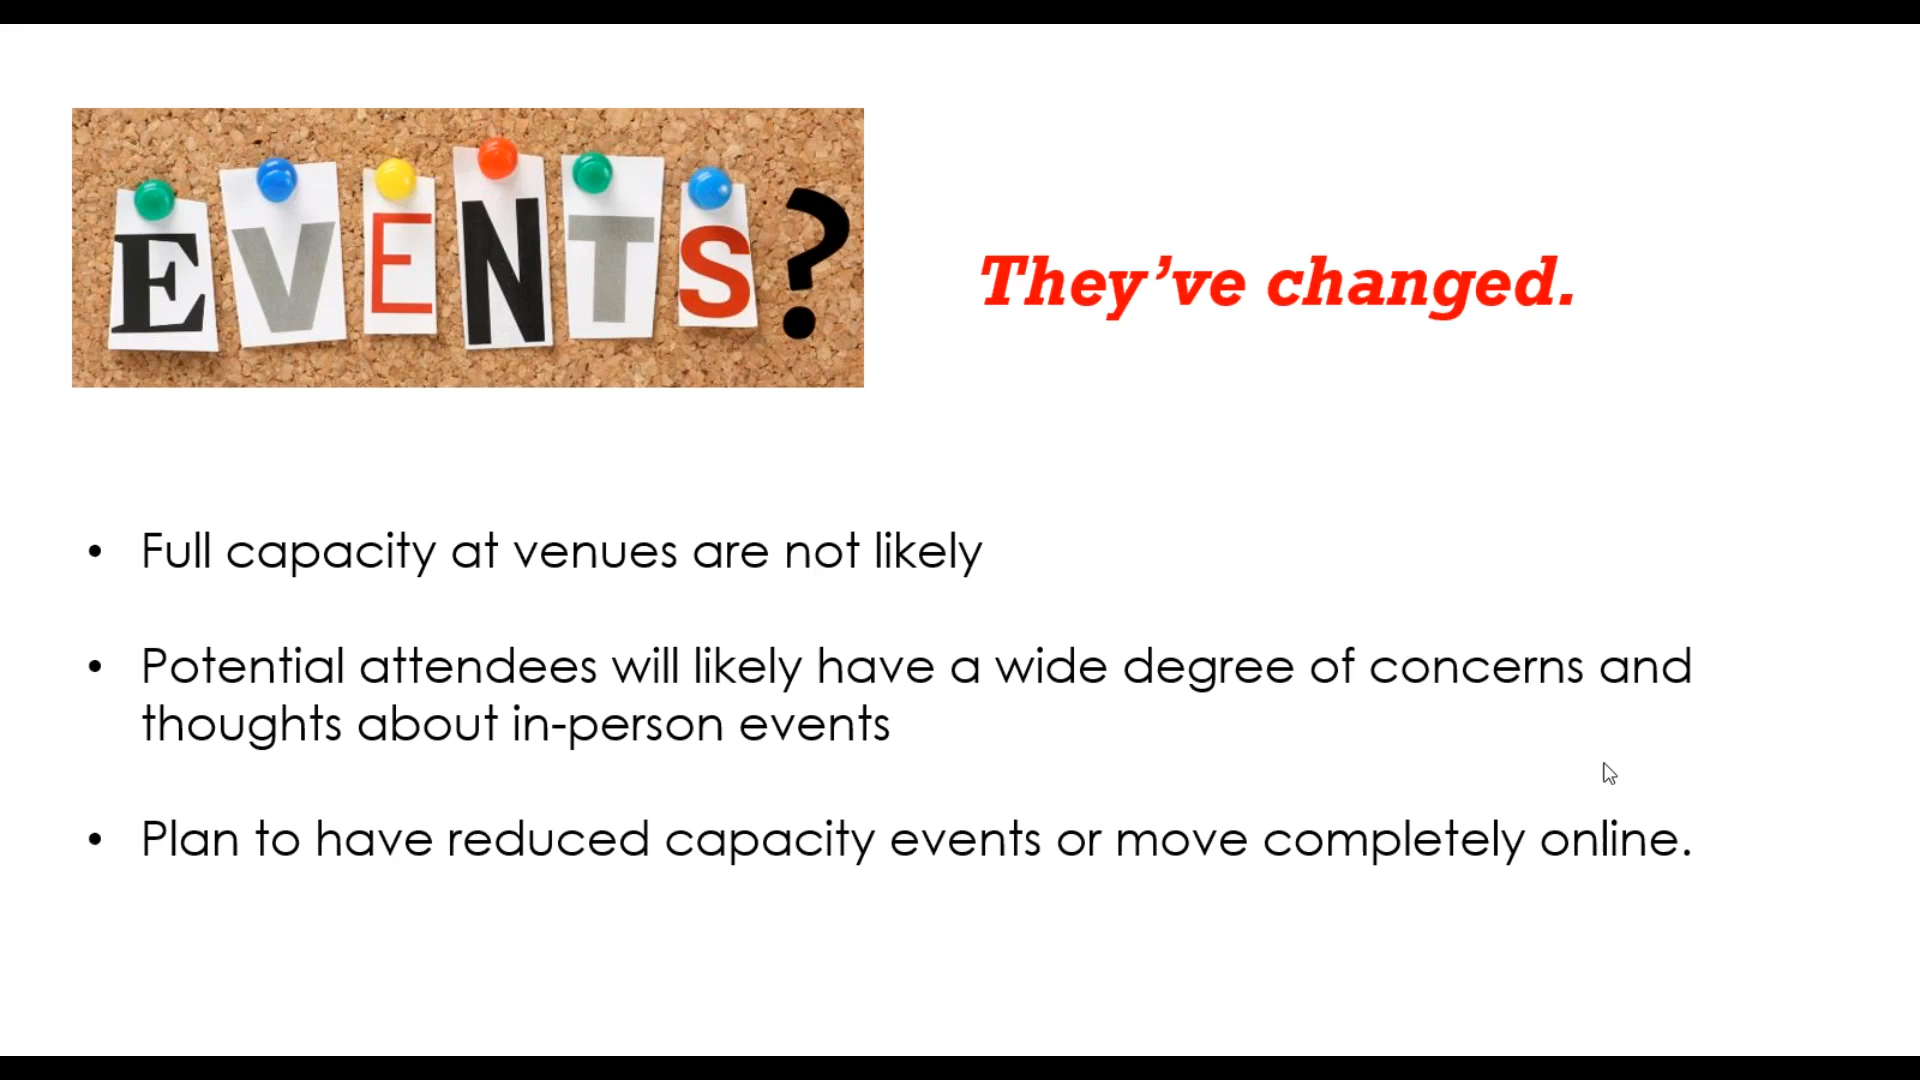 EVENTS?
They’ve changed.
• Full capacity at venues are not likely
• Potential attendees will likely have a wide degree of concerns and
thoughts about in-person events
• Plan to have reduced capacity events or move completely online.